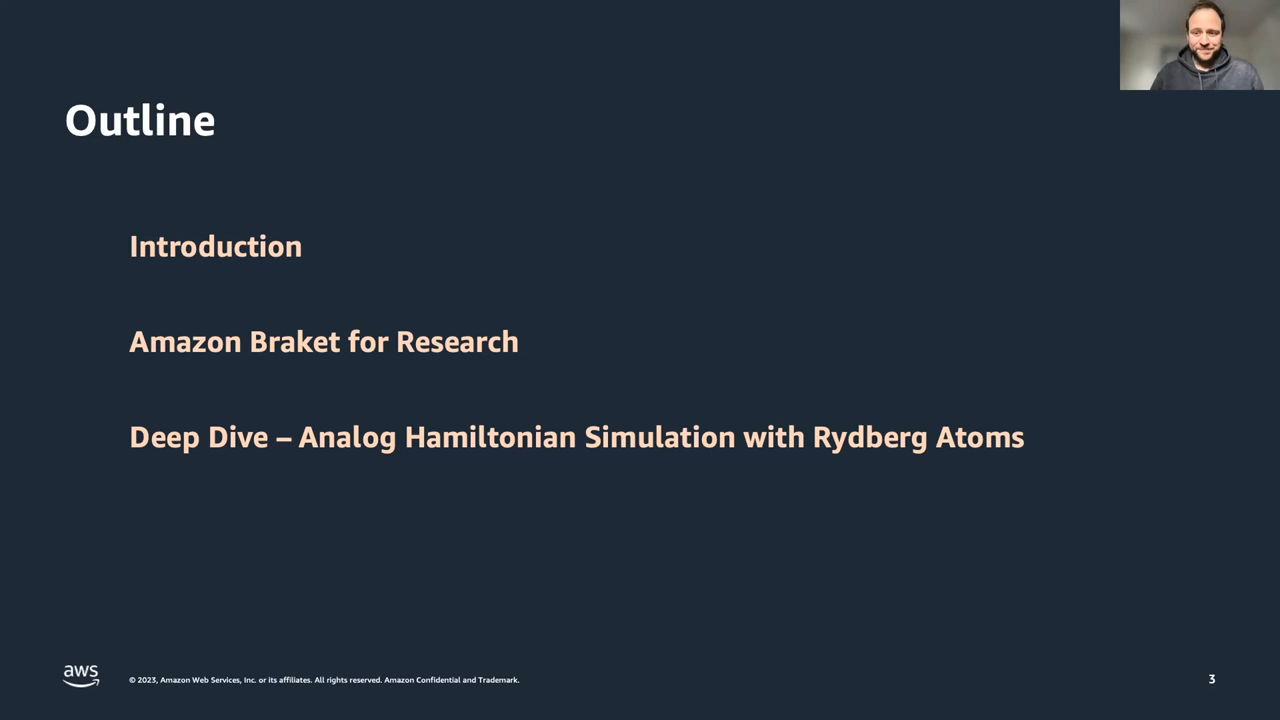 Outline
Introduction
Amazon Braket for Research
Deep Dive – Analog Hamiltonian Simulation with Rydberg Atoms
aws
© 2023, Amazon Web Services, Inc. or its affiliates. All rights reserved. Amazon Confidential and Trademark.
3